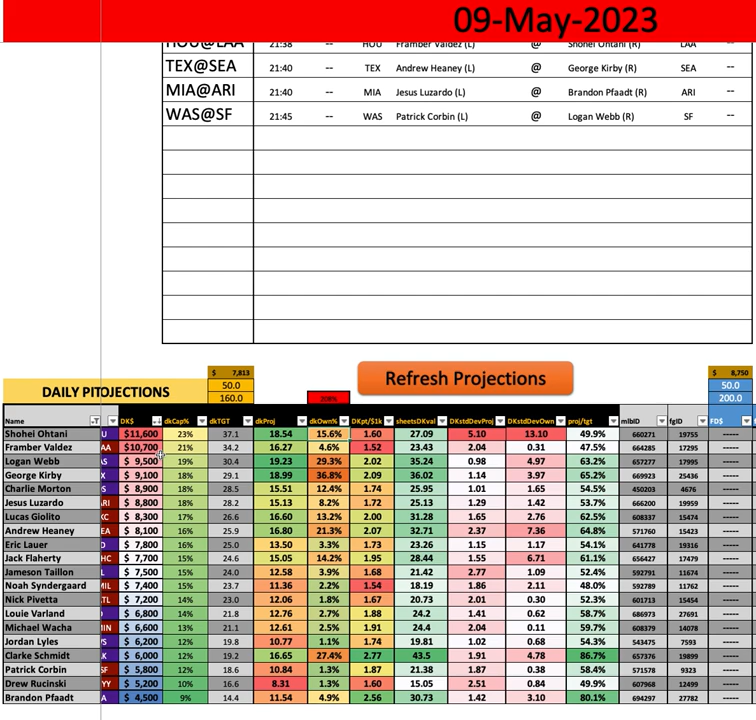 09-May-2023
HOU@LAA 21:38 -- HOU Framber Valdez (L) @ Shohei Ohtani (R) LAA --
TEX@SEA 21:40 -- TEX Andrew Heaney (L) @ George Kirby (R) SEA --
MIA@ARI 21:40 -- MIA Jesus Luzardo (L) @ Brandon Pfaadt (R) ARI --
WAS@SF 21:45 -- WAS Patrick Corbin (L) @ Logan Webb (R) SF --
$ 7,813 $ 8,750
Refresh Projections
DAILY PITOJECTIONS 50.0 50.0
160.0 208% 200.0
Name DK$ dkCap% dkTGT dkProj dkOwn% DKpt/$1k sheetsDKval DKstdDevProj DKstdDevOwn proj/tgt mlbID fgID FD$
Shohei Ohtani U $11,600 23% 37.1 18.54 15.6% 1.60 27.09 5.10 13.10 49.9% 660271 19755 -----
Framber Valdez AA $10,700 21% 34.2 16.27 4.6% 1.52 23.43 2.04 0.31 47.5% 664285 17295 -----
Logan Webb AS $ 9,500 19% 30.4 19.23 29.3% 2.02 35.24 0.98 4.97 63.2% 657277 17995 -----
George Kirby X $ 9,100 18% 29.1 18.99 36.8% 2.09 36.02 1.14 3.97 65.2% 669923 25436 -----
Charlie Morton S $ 8,900 18% 28.5 15.51 12.4% 1.74 25.95 1.01 1.65 54.5% 450203 4676 -----
Jesus Luzardo ARI $ 8,800 18% 28.2 15.13 8.2% 1.72 25.13 1.29 1.42 53.7% 666200 19959 -----
Lucas Giolito KC $ 8,300 17% 26.6 16.60 13.2% 2.00 31.28 1.65 2.76 62.5% 608337 15474 -----
Andrew Heaney EA $ 8,100 16% 25.9 16.80 21.3% 2.07 32.71 2.37 7.36 64.8% 571760 15423 -----
Eric Lauer D $ 7,800 16% 25.0 13.50 3.3% 1.73 23.26 1.15 1.17 54.1% 641778 19316 -----
Jack Flaherty HC $ 7,700 15% 24.6 15.05 14.2% 1.95 28.44 1.55 6.71 61.1% 656427 17479 -----
Jameson Taillon $ 7,500 15% 24.0 12.58 3.9% 1.68 21.42 2.77 1.09 52.4% 592791 11674 -----
Noah Syndergaard MIL $ 7,400 15% 23.7 11.36 2.2% 1.54 18.19 1.86 2.11 48.0% 592789 11762 -----
Nick Pivetta TL $ 7,200 14% 23.0 12.06 1.8% 1.67 20.73 2.01 0.30 52.3% 601713 15454 -----
Louie Varland $ 6,800 14% 21.8 12.76 2.7% 1.88 24.2 1.41 0.62 58.7% 686973 27691 -----
Michael Wacha MIN $ 6,600 13% 21.1 12.61 2.5% 1.91 24.4 2.04 0.11 59.7% 608379 14078 -----
Jordan Lyles $ 6,200 12% 19.8 10.77 1.1% 1.74 19.81 1.02 0.68 54.3% 543475 7593 -----
Clarke Schmidt K $ 6,000 12% 19.2 16.65 27.4% 2.77 43.5 1.91 4.78 86.7% 657376 19899 -----
Patrick Corbin SF $ 5,800 12% 18.6 10.84 1.3% 1.87 21.38 1.87 0.38 58.4% 571578 9323 -----
Drew Rucinski YY $ 5,200 10% 16.6 8.31 1.3% 1.60 15.05 2.51 0.84 49.9% 607968 12499 -----
Brandon Pfaadt A $ 4,500 9% 14.4 11.54 4.9% 2.56 30.73 1.42 3.10 80.1% 694297 27782 -----